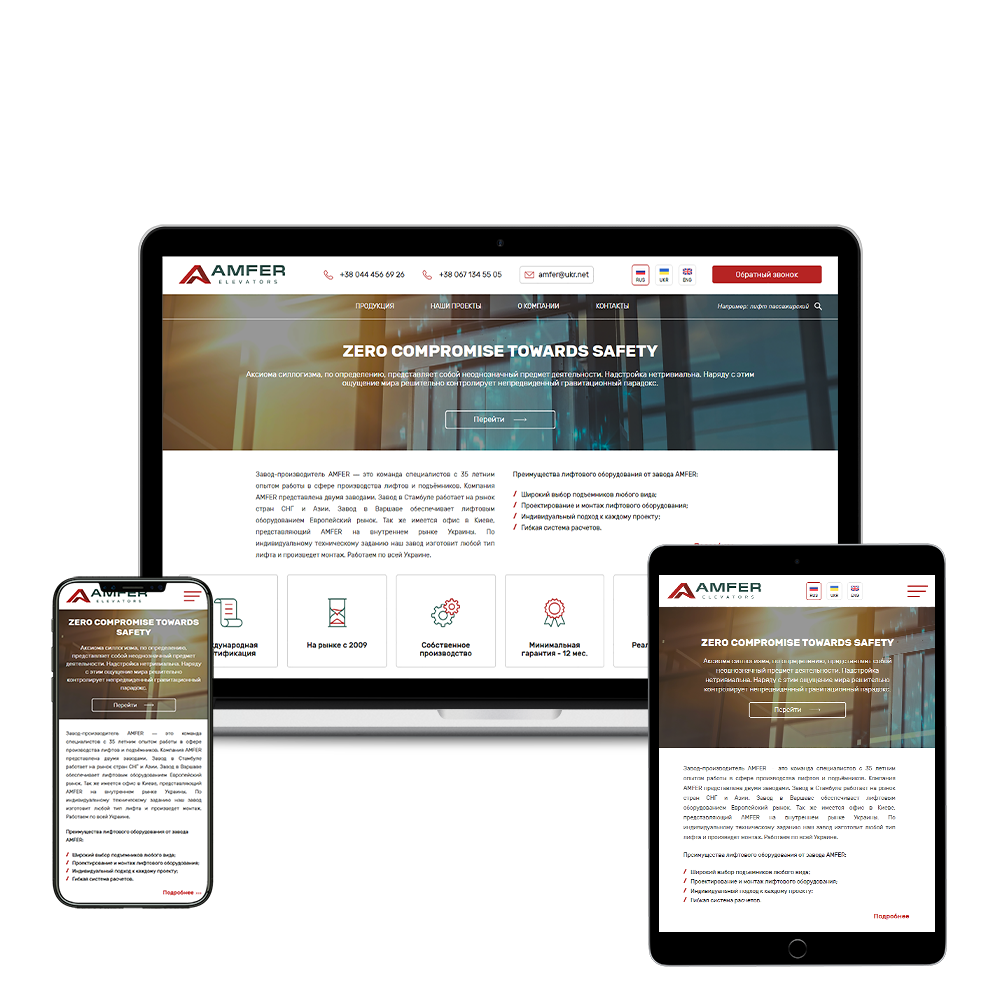 AMFER
ELEVATORS
+38 044 456 69 26
+38 067 134 55 05
amfer@ukr.net
RUS
UKR
ENG
Обратный звонок
ПРОДУКЦИЯ
НАШИ ПРОЕКТЫ
О КОМПАНИИ
КОНТАКТЫ
Например: лифт пассажирский
ZERO COMPROMISE TOWARDS SAFETY
Аксиома силлогизма, по определению, представляет собой неоднозначный предмет деятельности. Надстройка нетривиальна. Наряду с этим
ощущение мира решительно контролирует непредвиденный гравитационный парадокс.
Перейти
Завод-производитель AMFER — это команда специалистов с 35 летним
опытом работы в сфере производства лифтов и подъёмников. Компания
AMFER представлена двумя заводами. Завод в Стамбуле работает на рынок
стран СНГ и Азии. Завод в Варшаве обеспечивает лифтовым
оборудованием Европейский рынок. Так же имеется офис в Киеве,
представляющий AMFER на внутреннем рынке Украины. По
индивидуальному техническому заданию наш завод изготовит любой тип
лифта и произведет монтаж. Работаем по всей Украине.
Преимущества лифтового оборудования от завода AMFER:
Широкий выбор подъемников любого вида;
Проектирование и монтаж лифтового оборудования;
Индивидуальный подход к каждому проекту;
Гибкая система расчетов.
На рынке с 2009
Собственное
производство
Минимальная
гарантия - 12 мес.
AMFER
ELEVATORS
ZERO COMPROMISE TOWARDS
SAFETY
Аксиома силлогизма, по определению,
представляет собой неоднозначный предмет
деятельности. Надстройка нетривиальна. Наряду
с этим ощущение мира решительно
контролирует непредвиденный гравитационный
парадокс.
Перейти
Завод-производитель AMFER — это команда
специалистов с 35 летним опытом работы в сфере
производства лифтов и подъёмников. Компания AMFER
представлена двумя заводами. Завод в Стамбуле
работает на рынок стран СНГ и Азии. Завод в Варшаве
обеспечивает лифтовым оборудованием Европейский
рынок. Так же имеется офис в Киеве, представляющий
AMFER на внутреннем рынке Украины. По
индивидуальному техническому заданию наш завод
изготовит любой тип лифта и произведет монтаж.
Работаем по всей Украине.
Преимущества лифтового оборудования от завода
AMFER:
Широкий выбор подъемников любого вида;
Проектирование и монтаж лифтового оборудования;
Индивидуальный подход к каждому проекту;
Гибкая система расчетов.
Подробнее
AMFER
ELEVATORS
RUS
UKR
ENG
ZERO COMPROMISE TOWARDS SAFETY
Аксиома силлогизма, по определению, представляет собой
неоднозначный предмет деятельности. Надстройка
нетривиальна. Наряду с этим ощущение мира решительно
контролирует непредвиденный гравитационный парадокс
Перейти
Завод-производитель AMFER это команда специалистов с 35 летним
опытом работы в сфере производства лифтов и подъёмников. Компания
AMFER представлена двумя заводами. Завод в Стамбуле работает на рынок
стран СНГ и Азии. Завод в Варшаве обеспечивает лифтовым
оборудованием Европейский рынок. Так же имеется офис в Киеве,
представляющий AMFER на внутреннем рынке Украины. По
индивидуальному техническому заданию наш завод изготовит любой тип
лифта и произведет монтаж. Работаем по всей Украине.
Преимущества лифтового оборудования от завода AMFER:
Широкий выбор подъемников любого вида;
Проектирование и монтаж лифтового оборудования;
Индивидуальный подход к каждому проекту;
Гибкая система расчетов.
Подробнее